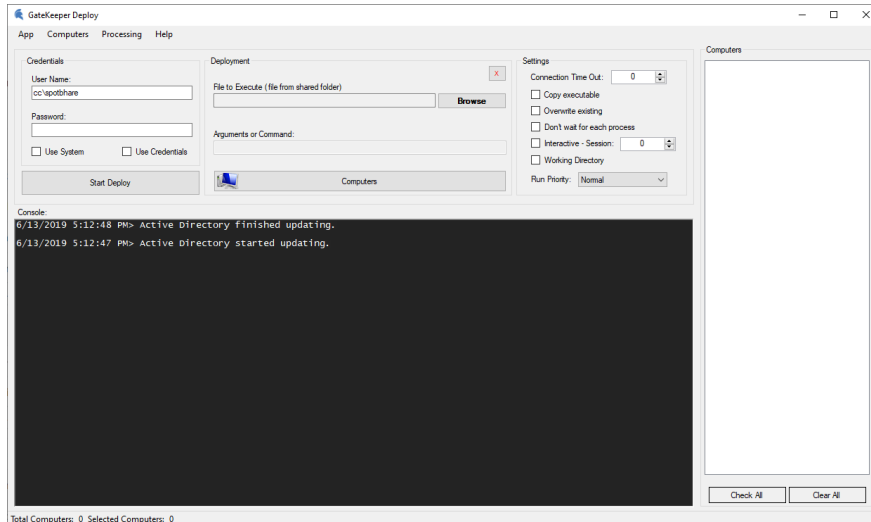 GateKeeper Deploy
App Computers Processing Help
Credentials
User Name:
cc\spotbhare
Password:
Use System Use Credentials
Start Deploy
Deployment
X
File to Execute (file from shared folder)
Browse
Arguments or Command:
Computers
Settings
Connection Time Out: 0
Copy executable
Overwrite existing
Don't wait for each process
Interactive - Session: 0
Working Directory
Run Priority: Normal
Computers
Check All Clear All
Console:
6/13/2019 5:12:48 PM> Active Directory finished updating.
6/13/2019 5:12:47 PM> Active Directory started updating.
Total Computers: 0 Selected Computers: 0